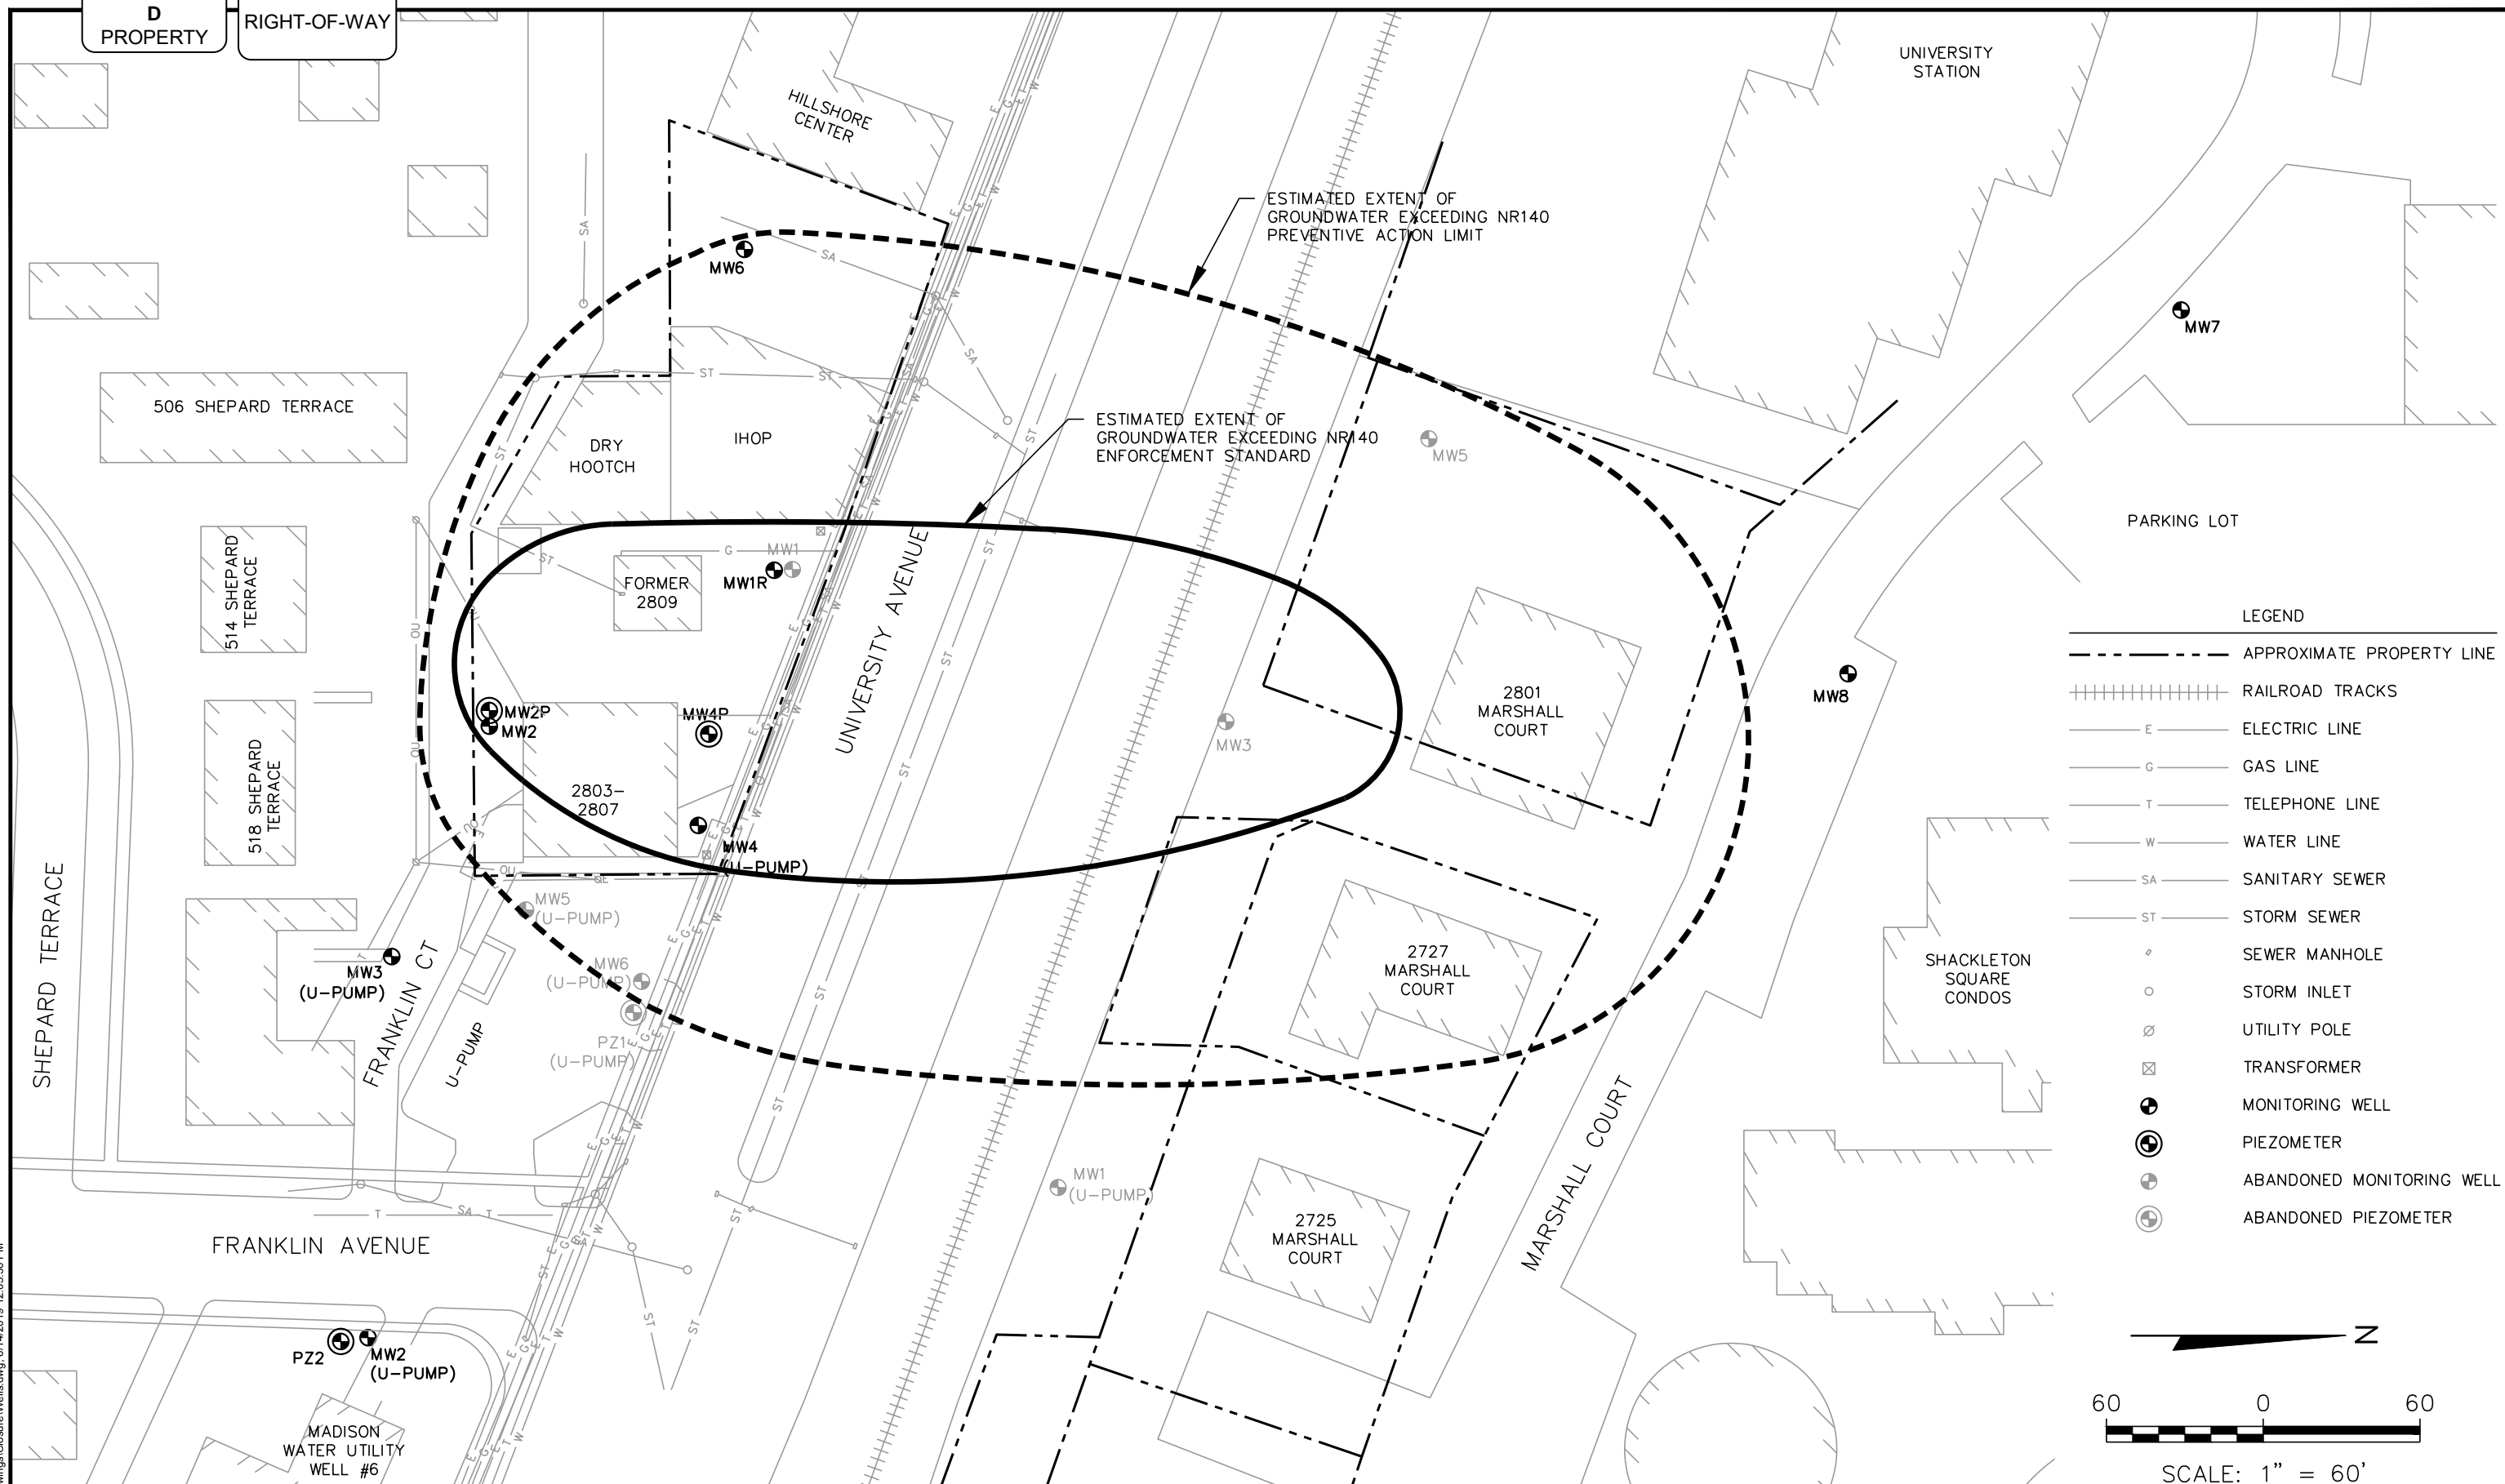 D
PROPERTY
RIGHT-OF-WAY
UNIVERSITY
STATION
HILLSHORE
CENTER
ESTIMATED EXTENT OF
GROUNDWATER EXCEEDING NR140
PREVENTIVE ACTION LIMIT
MW6
MW7
506 SHEPARD TERRACE
DRY
HOOTCH
IHOP
ESTIMATED EXTENT OF
GROUNDWATER EXCEEDING NR140
ENFORCEMENT STANDARD
MW5
PARKING LOT
514 SHEPARD
TERRACE
FORMER
2809
MW1
MW1R
UNIVERSITY AVENUE
MW2P
MW2
MW4P
MW3
2801
MARSHALL
COURT
MW8
518 SHEPARD
TERRACE
2803-
2807
MW4
(U-PUMP)
MW5
(U-PUMP)
MW6
(U-PUMP)
PZ1
(U-PUMP)
MW3
(U-PUMP)
SHEPARD TERRACE
FRANKLIN CT
U-PUMP
2727
MARSHALL
COURT
SHACKLETON
SQUARE
CONDOS
MARSHALL COURT
MW1
(U-PUMP)
2725
MARSHALL
COURT
FRANKLIN AVENUE
PZ2
MW2
(U-PUMP)
MADISON
WATER UTILITY
WELL #6
LEGEND
APPROXIMATE PROPERTY LINE
RAILROAD TRACKS
E ELECTRIC LINE
G GAS LINE
T TELEPHONE LINE
W WATER LINE
SA SANITARY SEWER
ST STORM SEWER
SEWER MANHOLE
STORM INLET
UTILITY POLE
TRANSFORMER
MONITORING WELL
PIEZOMETER
ABANDONED MONITORING WELL
ABANDONED PIEZOMETER
N
60 0 60
SCALE: 1" = 60'